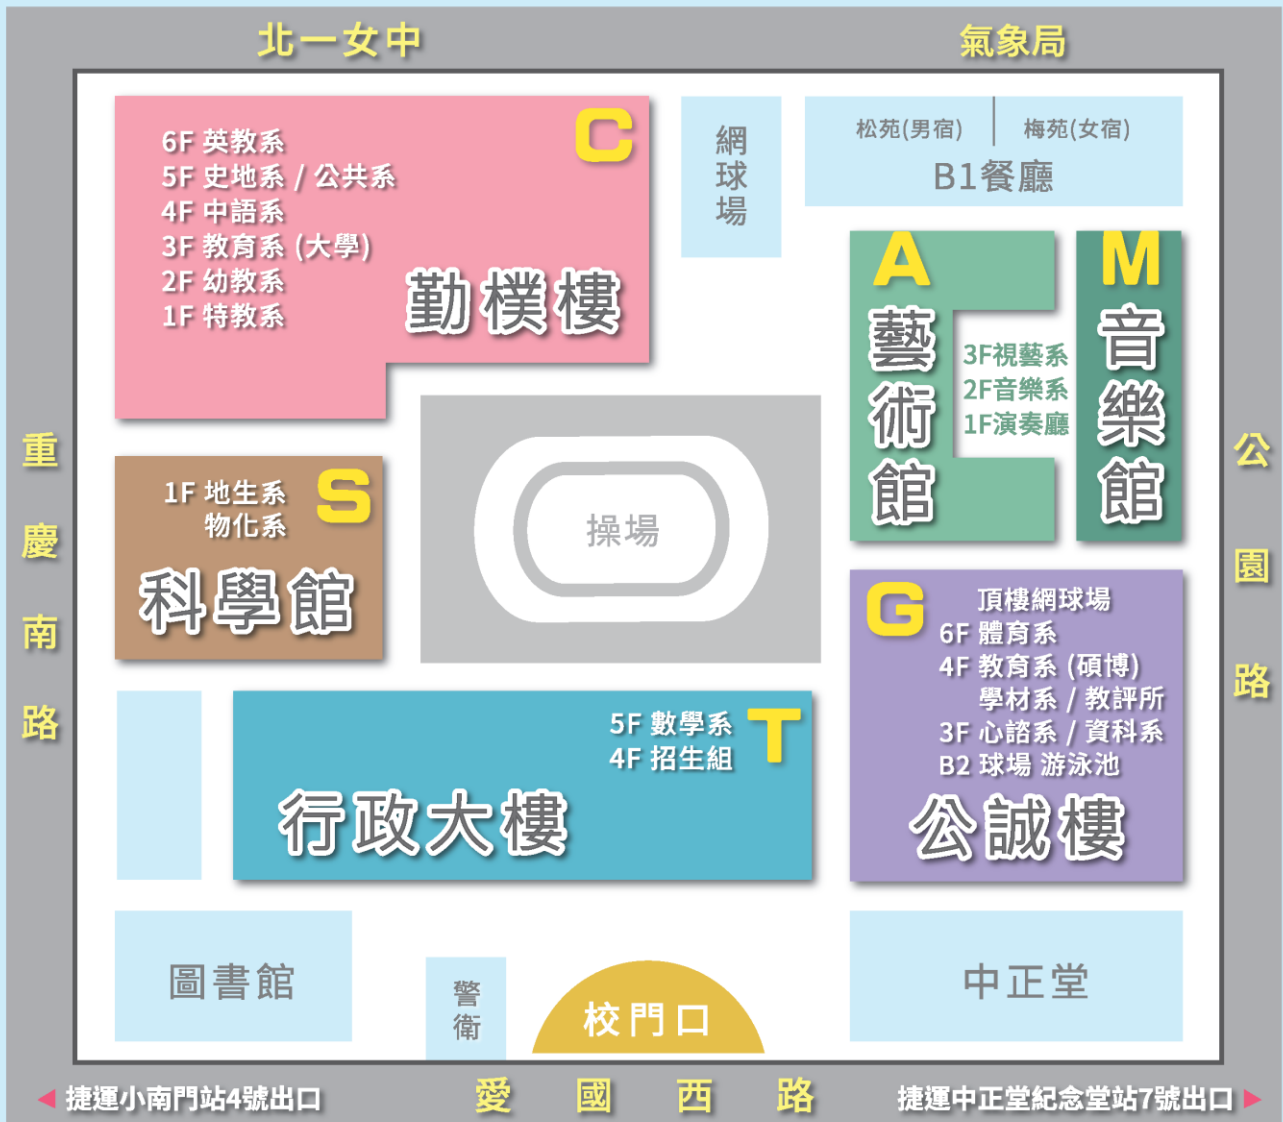 北一女中
氣象局
C
6F 英教系
5F 史地系 / 公共系
4F 中語系
3F 教育系 (大學)
2F 幼教系
1F 特教系
勤樸樓
網球場
松苑(男宿)
梅苑(女宿)
B1餐廳
A
藝術館
3F視藝系
2F音樂系
1F演奏廳
M
音樂館
重慶南路
公園路
S
1F 地生系
物化系
科學館
操場
G
頂樓網球場
6F 體育系
4F 教育系 (碩博)
學材系 / 教評所
3F 心諮系 / 資科系
B2 球場 游泳池
公誠樓
T
5F 數學系
4F 招生組
行政大樓
圖書館
警衛
校門口
中正堂
◀ 捷運小南門站4號出口
愛國西路
捷運中正堂紀念堂站7號出口 ▶